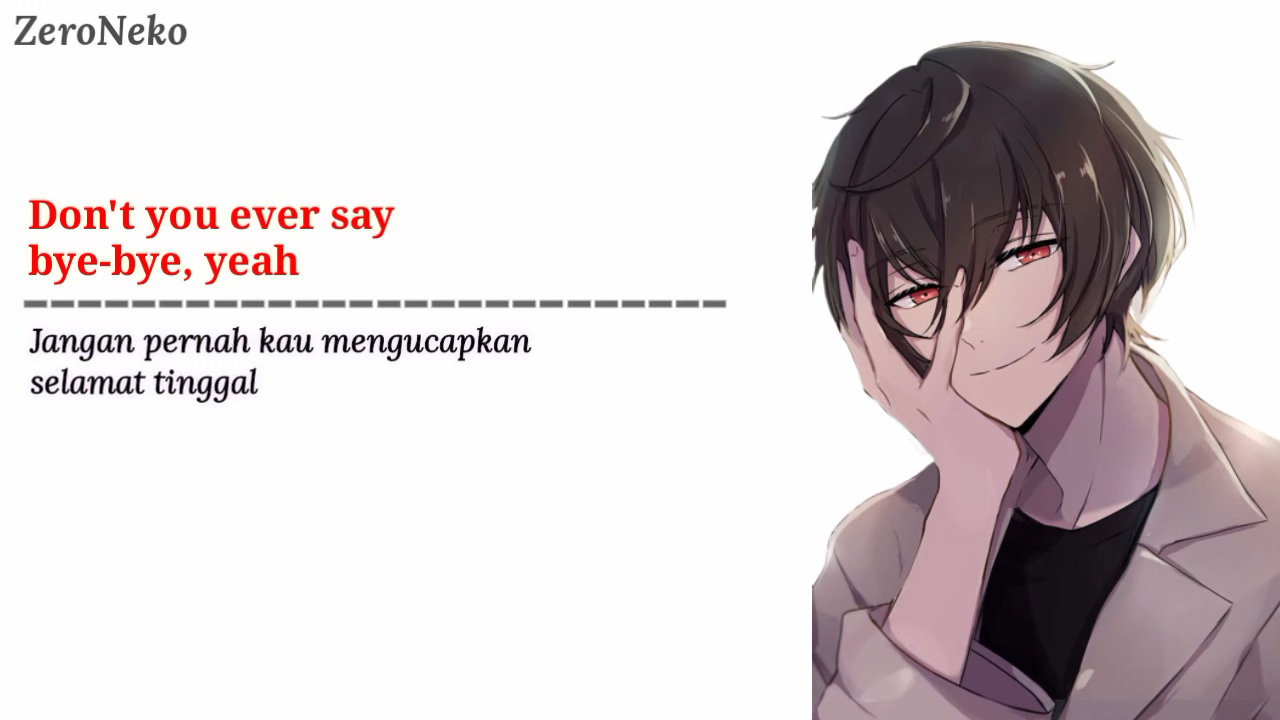 ZeroNeko
Don't you ever say
bye-bye, yeah
Jangan pernah kau mengucapkan
selamat tinggal